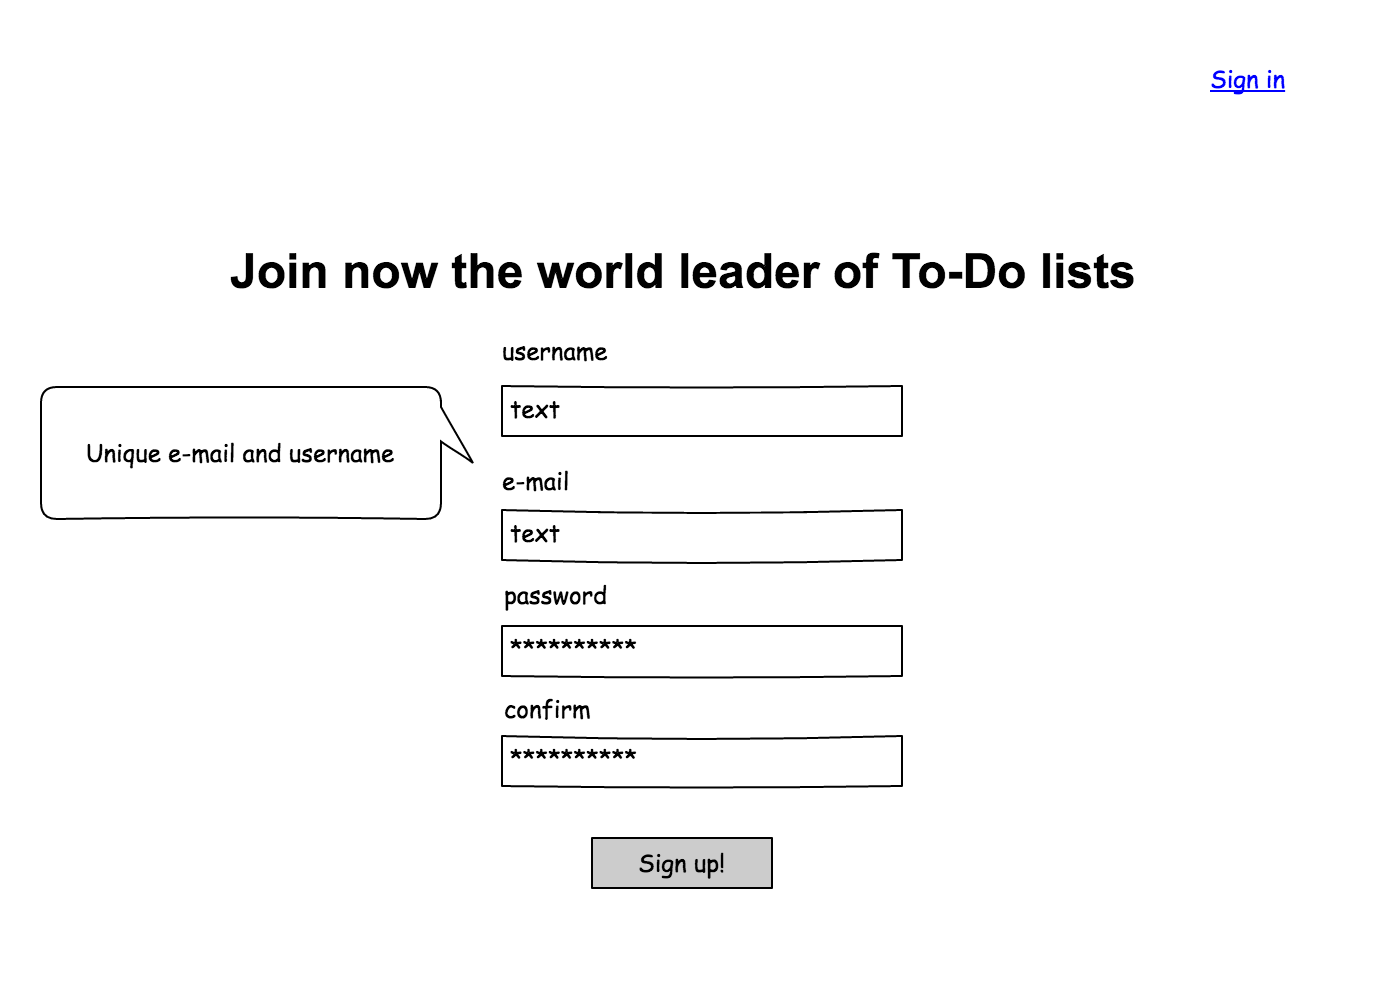 Sign in
Join now the world leader of To-Do lists
username
text
Unique e-mail and username
e-mail
text
password
**********
confirm
**********
Sign up!